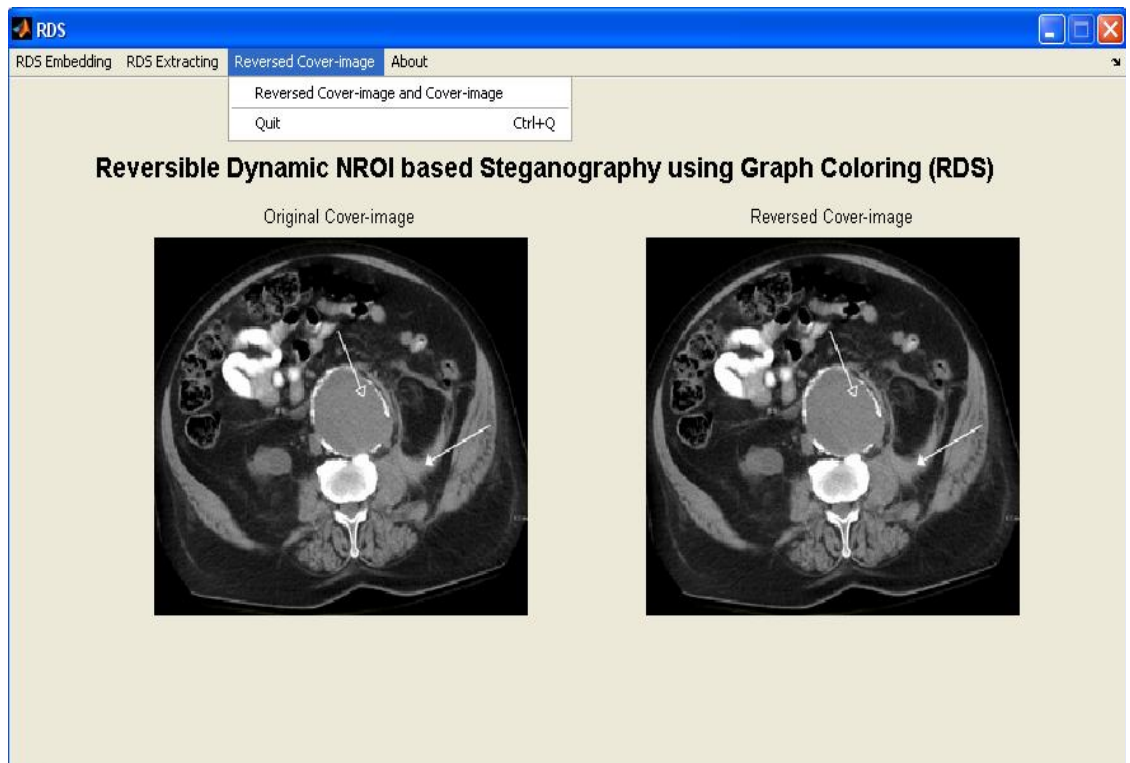 RDS
RDS Embedding RDS Extracting Reversed Cover-image About
Reversed Cover-image and Cover-image
Quit Ctrl+Q
Reversible Dynamic NROI based Steganography using Graph Coloring (RDS)
Original Cover-image Reversed Cover-image